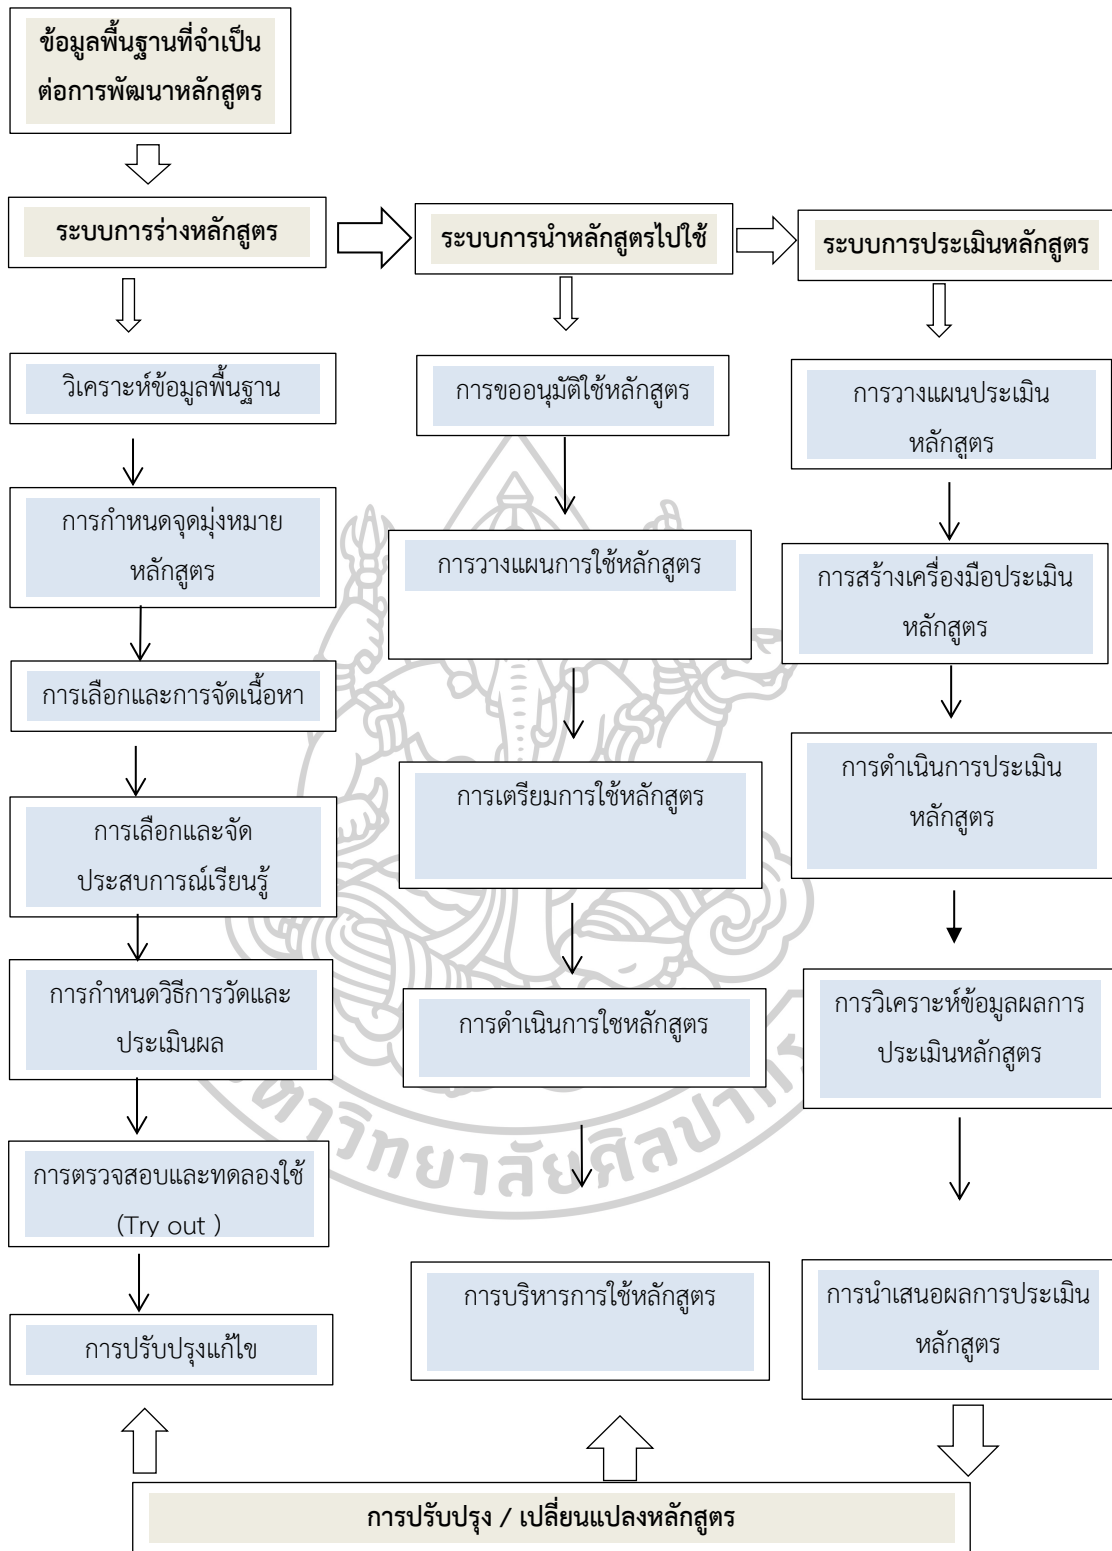 ข้อมูลพื้นฐานที่จำเป็น
ต่อการพัฒนาหลักสูตร
ระบบการร่างหลักสูตร
ระบบการนำหลักสูตรไปใช้
ระบบการประเมินหลักสูตร
วิเคราะห์ข้อมูลพื้นฐาน
การกำหนดจุดมุ่งหมาย
หลักสูตร
การเลือกและการจัดเนื้อหา
การเลือกและจัด
ประสบการณ์เรียนรู้
การกำหนดวิธีการวัดและ
ประเมินผล
การตรวจสอบและทดลองใช้
(Try out )
การปรับปรุงแก้ไข
การขออนุมัติใช้หลักสูตร
การวางแผนการใช้หลักสูตร
การเตรียมการใช้หลักสูตร
การดำเนินการใชหลักสูตร
การบริหารการใช้หลักสูตร
การวางแผนประเมิน
หลักสูตร
การสร้างเครื่องมือประเมิน
หลักสูตร
การดำเนินการประเมิน
หลักสูตร
การวิเคราะห์ข้อมูลผลการ
ประเมินหลักสูตร
การนำเสนอผลการประเมิน
หลักสูตร
การปรับปรุง / เปลี่ยนแปลงหลักสูตร